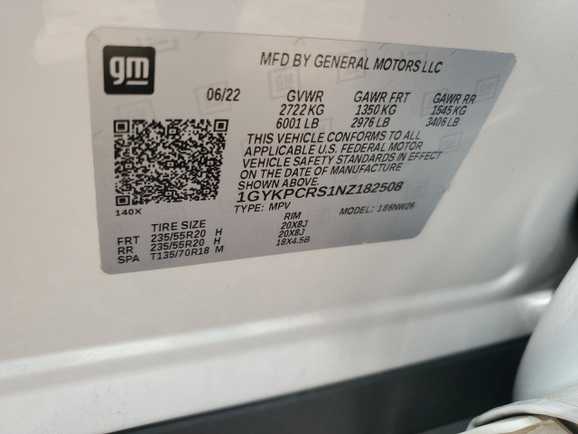 gm
MFD BY GENERAL MOTORS LLC
06/22 GVWR GAWR FRT GAWR RR
2722 KG 1350 KG 1545 KG
6001 LB 2976 LB 3406 LB
THIS VEHICLE CONFORMS TO ALL
APPLICABLE U.S. FEDERAL MOTOR
VEHICLE SAFETY STANDARDS IN EFFECT
ON THE DATE OF MANUFACTURE
SHOWN ABOVE.
1GYKPCRS1NZ182508
TYPE: MPV MODEL: 186NW26
140X
TIRE SIZE RIM
FRT 235/55R20 H 20X8J
RR 235/55R20 H 20X8J
SPA T135/70R18 M 18X4.5B